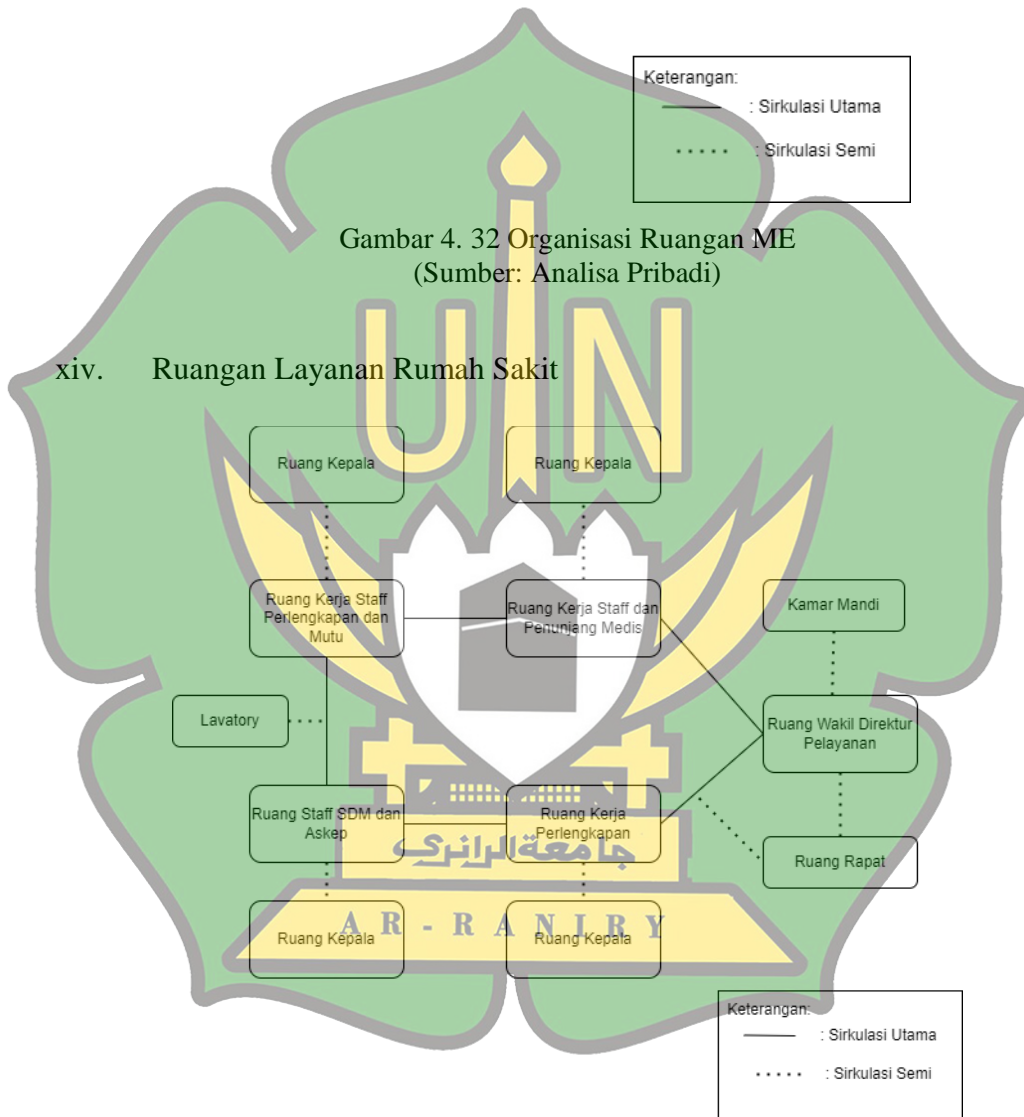 Keterangan:
: Sirkulasi Utama
: Sirkulasi Semi
Gambar 4. 32 Organisasi Ruangan ME
(Sumber: Analisa Pribadi)
UIN
xiv. Ruangan Layanan Rumah Sakit
Ruang Kepala
Ruang Kepala
Ruang Kerja Staff
Perlengkapan dan
Mutu
Ruang Kerja Staff dan
Penunjang Medis
Kamar Mandi
Lavatory
Ruang Wakil Direktur
Pelayanan
Ruang Staff SDM dan
Askep
Ruang Kerja
Perlengkapan
Ruang Rapat
جامعة الرانري
AR-RANIRY
Ruang Kepala
Ruang Kepala
Keterangan:
: Sirkulasi Utama
: Sirkulasi Semi